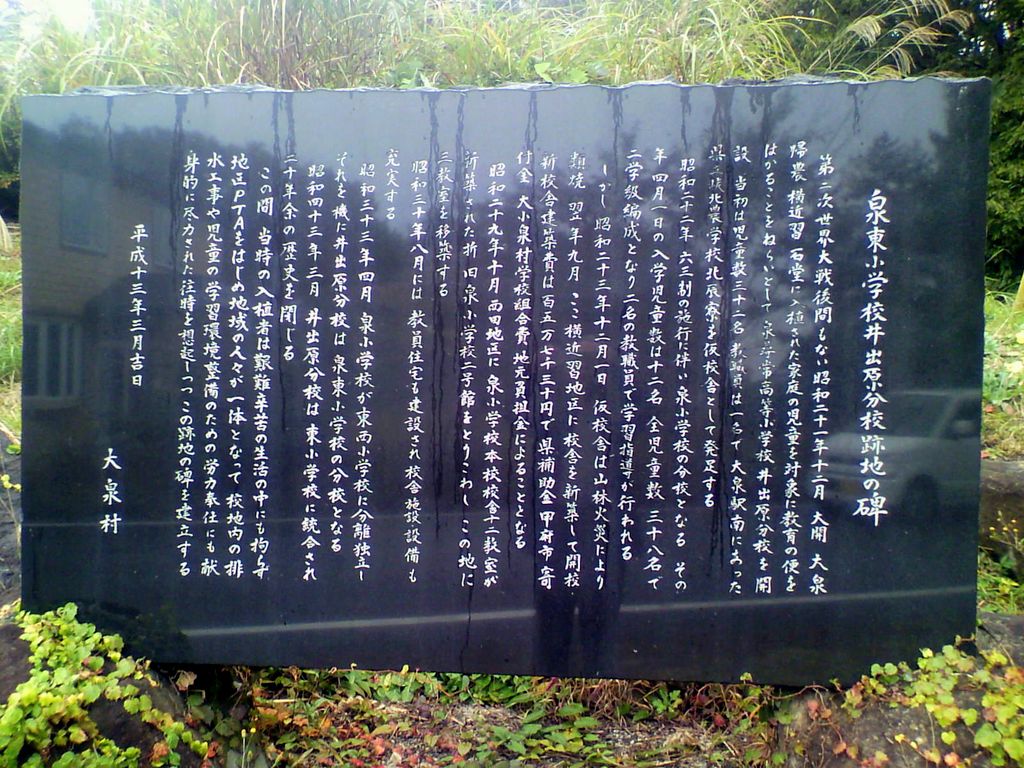 泉東小学校井出原分校跡地の碑
第二次世界大戦後間もない昭和二十一年十二月 大開 大泉
帰農 横近習 石堂に入植された家庭の児童を対象に教育の便を
はかることをねらいとして 泉尋常高等小学校 井出原分校を開
設 当初は児童数三十二名 教職員は一名で 大泉駅南にあった
県立峡北農学校北辰寮を仮校舎として発足する
昭和二十二年 六三制の施行に伴い泉小学校の分校となる その
年四月一日の入学児童数は十二名 全児童数 三十八名で
二学級編成となり二名の教職員で学習指導が行われる
しかし 昭和二十三年十二月一日 仮校舎は山林火災により
類焼 翌二年九月 ここ横近習地区に校舎を新築して開校
新校舎建築費は百五万七千三十円で県補助金 甲府市寄
付金 大小泉村学校組合費 地元負担金によることとなる
昭和二十九年十月 西田地区に泉小学校本校校舎十一教室が
新築された折 旧泉小学校二号館をとりこわし この地に
三教室を移築する
昭和三十年八月には 教員住宅も建設され校舎施設設備も
充実する
昭和三十三年四月 泉小学校が東西小学校に分離独立し
それを機に井出原分校は 泉東小学校の分校となる
昭和四十三年三月 井出原分校は東小学校に統合され
二十年余の歴史を閉じる
この間 当時の入植者は艱難辛苦の生活の中にも拘らず
地区PTAをはじめ地域の人々が一体となって 校地内の排
水工事や児童の学習環境整備のための労力奉仕にも献
身的に尽力された往時を想起しつつ この跡地の碑を建立する
平成十三年三月吉日
大泉村